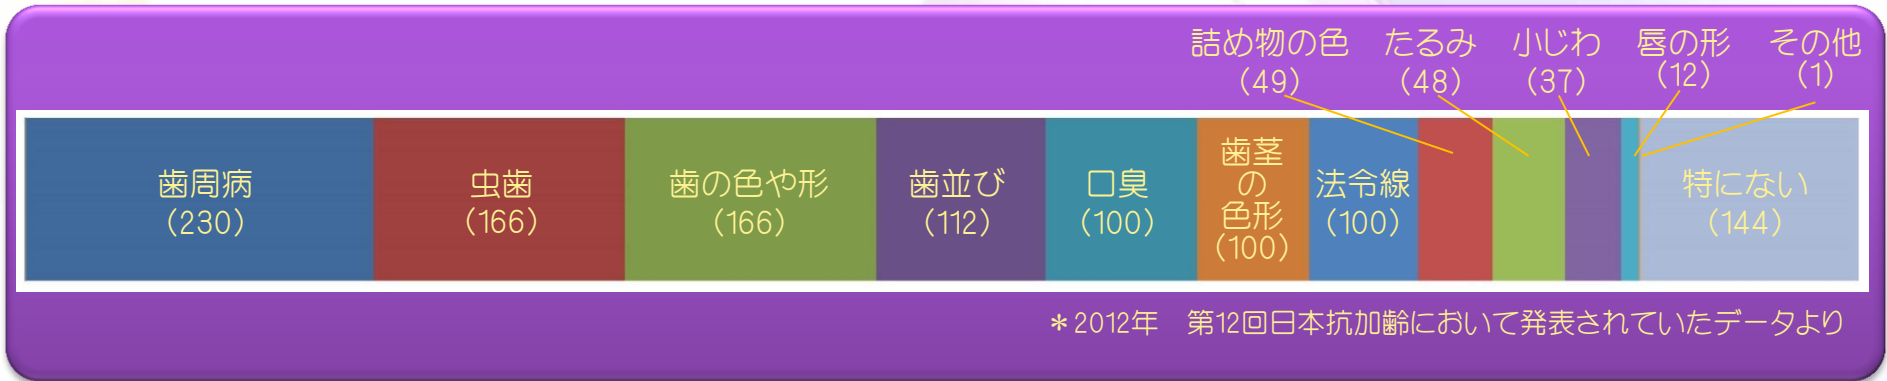 詰め物の色
（49）
たるみ
（48）
小じわ
（37）
唇の形
（12）
その他
（1）
歯周病
（230）
虫歯
（166）
歯の色や形
（166）
歯並び
（112）
口臭
（100）
歯茎
の
色形
（100）
法令線
（100）
特にない
（144）
＊2012年　第12回日本抗加齢において発表されていたデータより